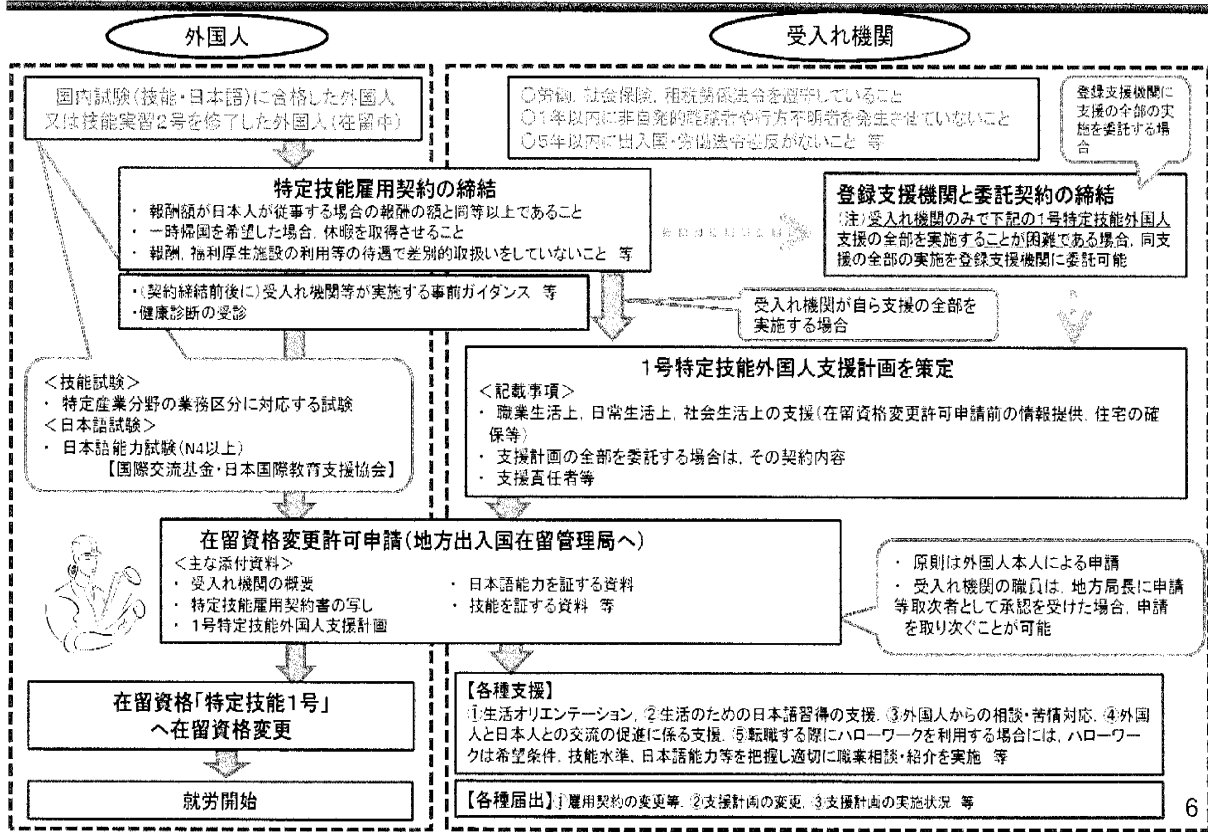 外国人
受入れ機関
国内試験(技能・日本語)に合格した外国人
又は技能実習2号を修了した外国人(在留中)
○労働，社会保険，租税関係法令を遵守していること
○1年以内に非自発的離職者や行方不明者を発生させていないこと
○5年以内に出入国・労働法令違反がないこと 等
登録支援機関に
支援の全部の実
施を委託する場
合
特定技能雇用契約の締結
・ 報酬額が日本人が従事する場合の報酬の額と同等以上であること
・ 一時帰国を希望した場合，休暇を取得させること
・ 報酬，福利厚生施設の利用等の待遇で差別的取扱いをしていないこと 等
登録支援機関と委託契約の締結
(注)受入れ機関のみで下記の1号特定技能外国人
支援の全部を実施することが困難である場合，同支
援の全部の実施を登録支援機関に委託可能
・(契約締結前後に)受入れ機関等が実施する事前ガイダンス 等
・健康診断の受診
受入れ機関が自ら支援の全部を
実施する場合
1号特定技能外国人支援計画を策定
＜記載事項＞
・ 職業生活上，日常生活上，社会生活上の支援(在留資格変更許可申請前の情報提供，住宅の確
保等)
・ 支援計画の全部を委託する場合は，その契約内容
・ 支援責任者等
＜技能試験＞
・ 特定産業分野の業務区分に対応する試験
＜日本語試験＞
・ 日本語能力試験(N4以上)
【国際交流基金・日本国際教育支援協会】
在留資格変更許可申請(地方出入国在留管理局へ)
＜主な添付資料＞
・ 受入れ機関の概要
・ 日本語能力を証する資料
・ 特定技能雇用契約書の写し
・ 技能を証する資料 等
・ 1号特定技能外国人支援計画
・ 原則は外国人本人による申請
・ 受入れ機関の職員は，地方局長に申請
等取次者として承認を受けた場合，申請
を取り次ぐことが可能
在留資格「特定技能1号」
へ在留資格変更
【各種支援】
①生活オリエンテーション，②生活のための日本語習得の支援，③外国人からの相談・苦情対応，④外国
人と日本人との交流の促進に係る支援．⑤転職する際にハローワークを利用する場合には，ハローワー
クは希望条件，技能水準，日本語能力等を把握し適切に職業相談・紹介を実施 等
就労開始
【各種届出】①雇用契約の変更等，②支援計画の変更，③支援計画の実施状況 等
6